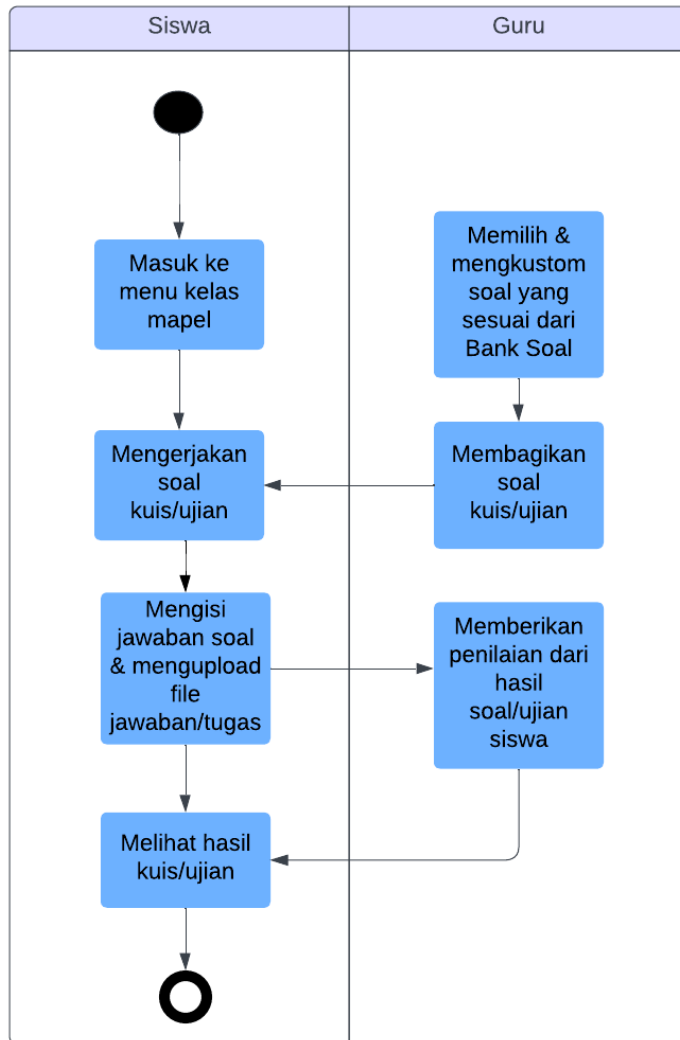 Siswa
Guru
Masuk ke
menu kelas
mapel
Memilih &
mengkustom
soal yang
sesuai dari
Bank Soal
Mengerjakan
soal
kuis/ujian
Membagikan
soal
kuis/ujian
Mengisi
jawaban soal
& mengupload
file
jawaban/tugas
Memberikan
penilaian dari
hasil
soal/ujian
siswa
Melihat hasil
kuis/ujian